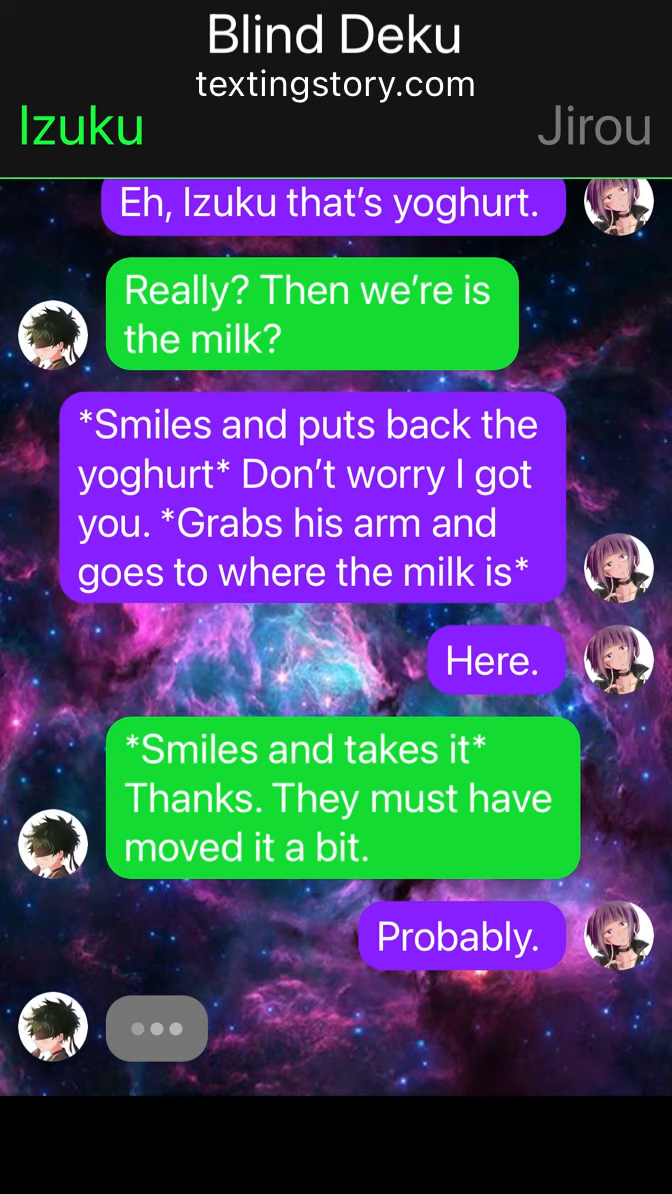 Blind Deku
textingstory.com
Izuku
Jirou
Eh, Izuku that’s yoghurt.
Really? Then we’re is
the milk?
*Smiles and puts back the
yoghurt* Don’t worry I got
you. *Grabs his arm and
goes to where the milk is*
Here.
*Smiles and takes it*
Thanks. They must have
moved it a bit.
Probably.